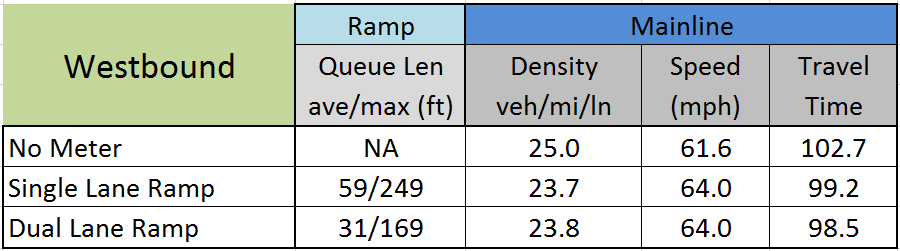 Westbound
Ramp Mainline
Queue Len Density Speed Travel
ave/max (ft) veh/mi/ln (mph) Time
No Meter NA 25.0 61.6 102.7
Single Lane Ramp 59/249 23.7 64.0 99.2
Dual Lane Ramp 31/169 23.8 64.0 98.5